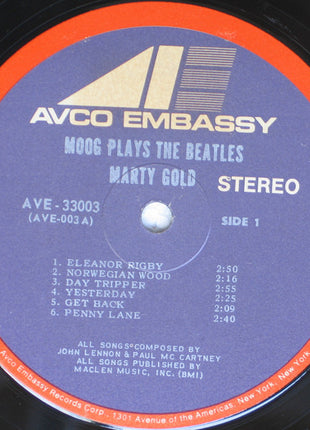 AVCO EMBASSY
MOOG PLAYS THE BEATLES
MARTY GOLD
STEREO
AVE - 33003
(AVE-003 A)
SIDE 1
1. ELEANOR RIGBY 2:50
2. NORWEGIAN WOOD 2:16
3. DAY TRIPPER 2:55
4. YESTERDAY 2:25
5. GET BACK 2:09
6. PENNY LANE 2:40
ALL SONGS COMPOSED BY
JOHN LENNON & PAUL MC CARTNEY
ALL SONGS PUBLISHED BY
MACLEN MUSIC, INC. (BMI)
Avco Embassy Records Corp., 1301 Avenue of the Americas, New York, New York